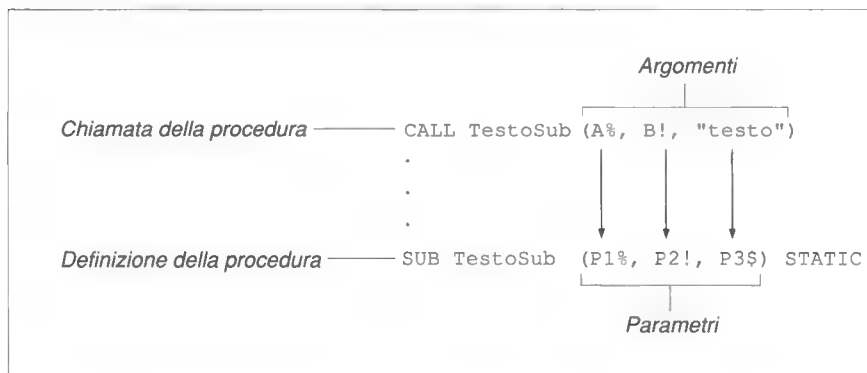 Argomenti
Chiamata della procedura CALL TestoSub (A%, B!, "testo")
.
.
.
Definizione della procedura SUB TestoSub (P1%, P2!, P3$) STATIC
Parametri